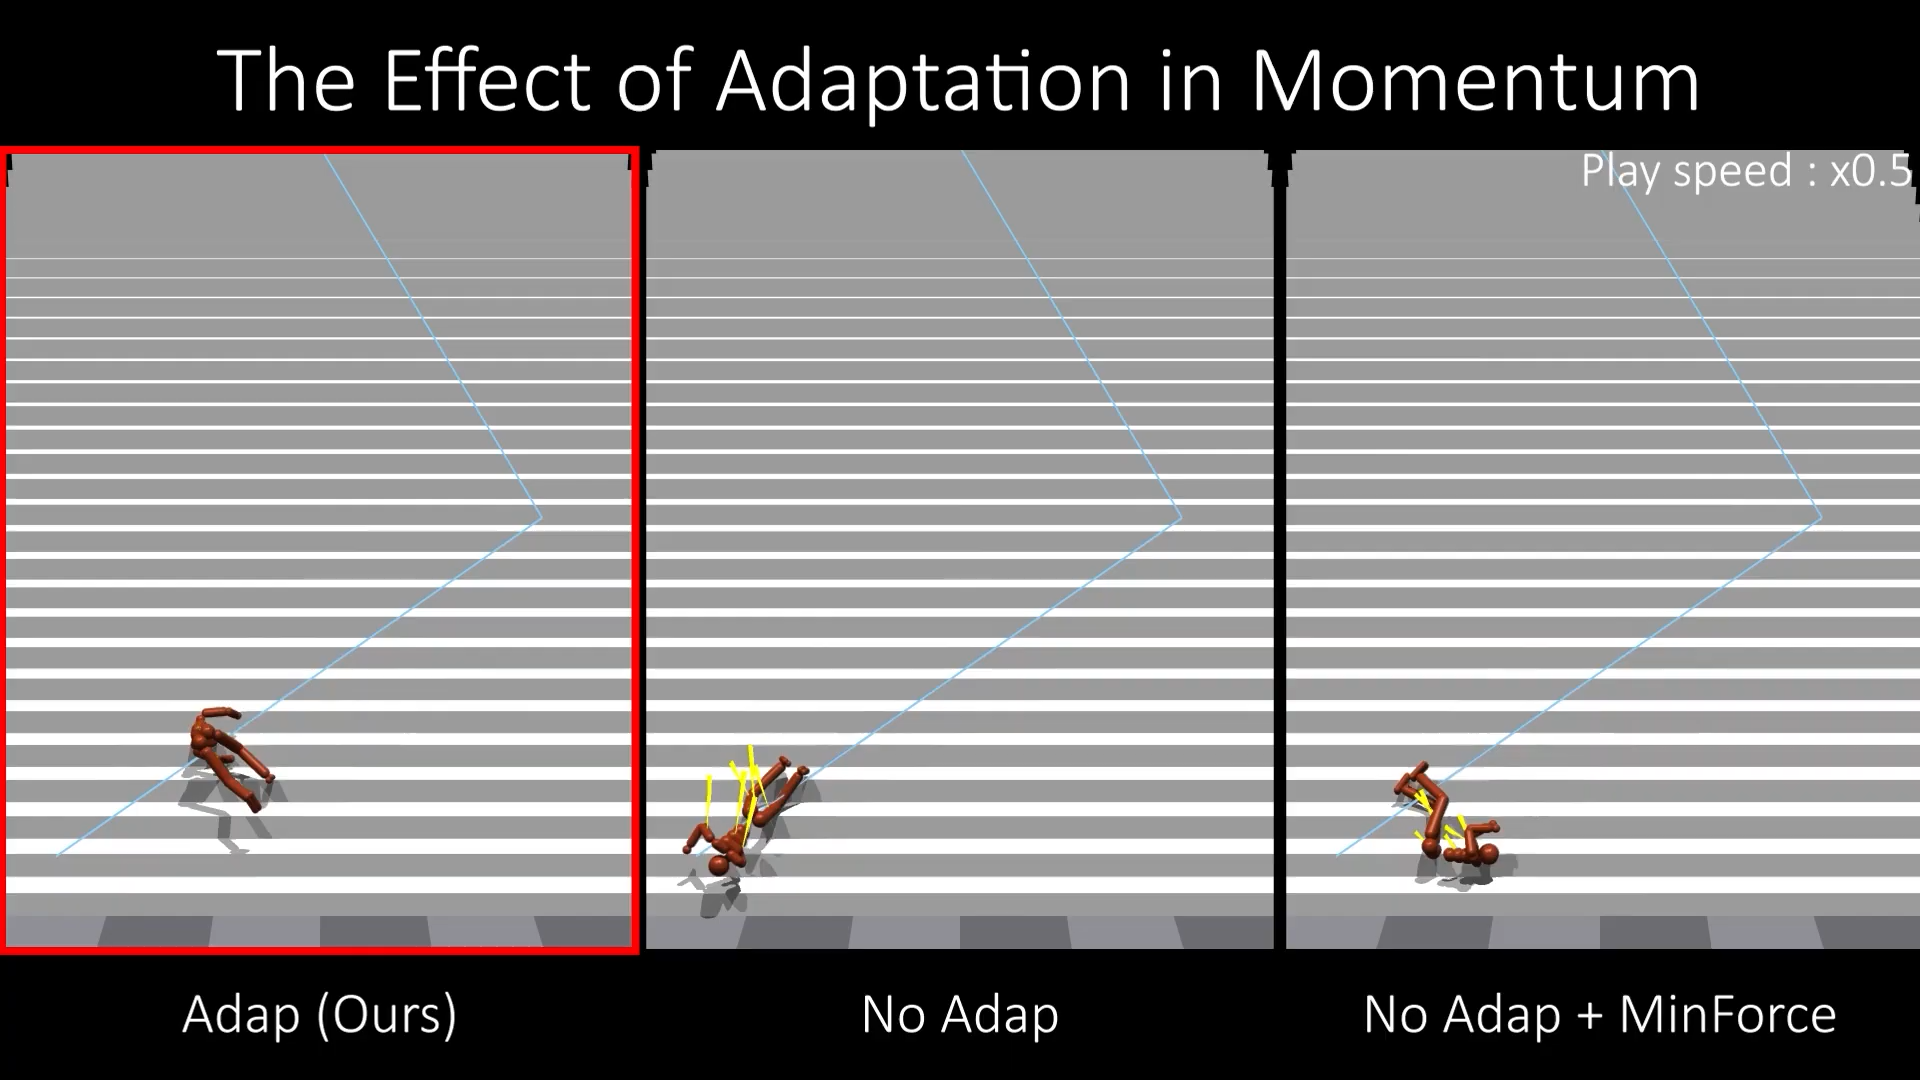 The Effect of Adaptation in Momentum
Play speed : x0.5
Adap (Ours)
No Adap
No Adap + MinForce